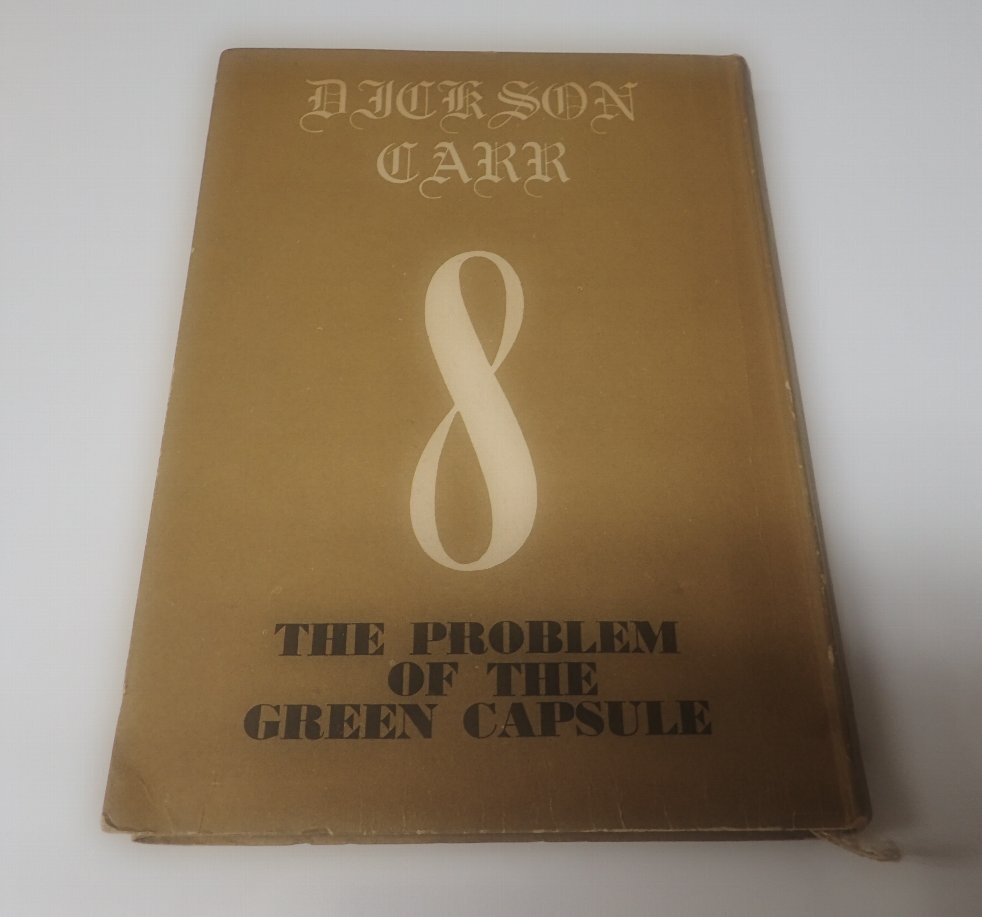 DICKSON
CARR
8
THE PROBLEM
OF THE
GREEN CAPSULE